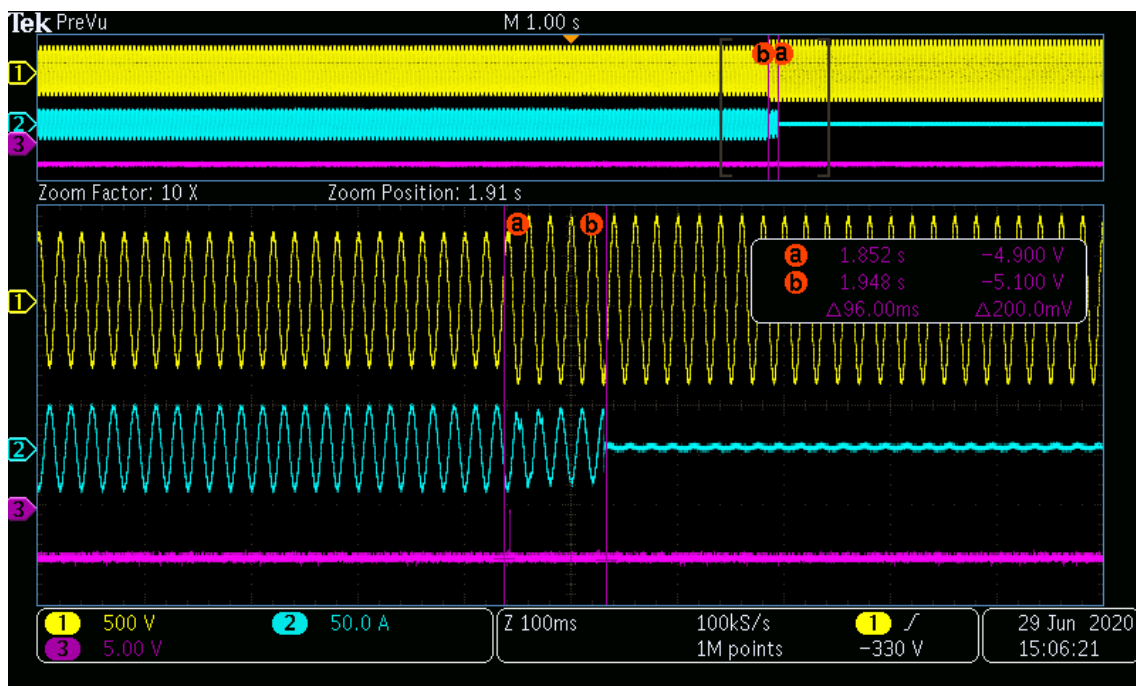 Tek PreVu M 1.00 s
b a
1
2
3
Zoom Factor: 10 X Zoom Position: 1.91 s
a b
a 1.852 s −4.900 V
b 1.948 s −5.100 V
△96.00ms △200.0mV
1
2
3
1 500 V 2 50.0 A Z 100ms 100kS/s 1 29 Jun 2020
3 5.00 V 1M points −330 V 15:06:21